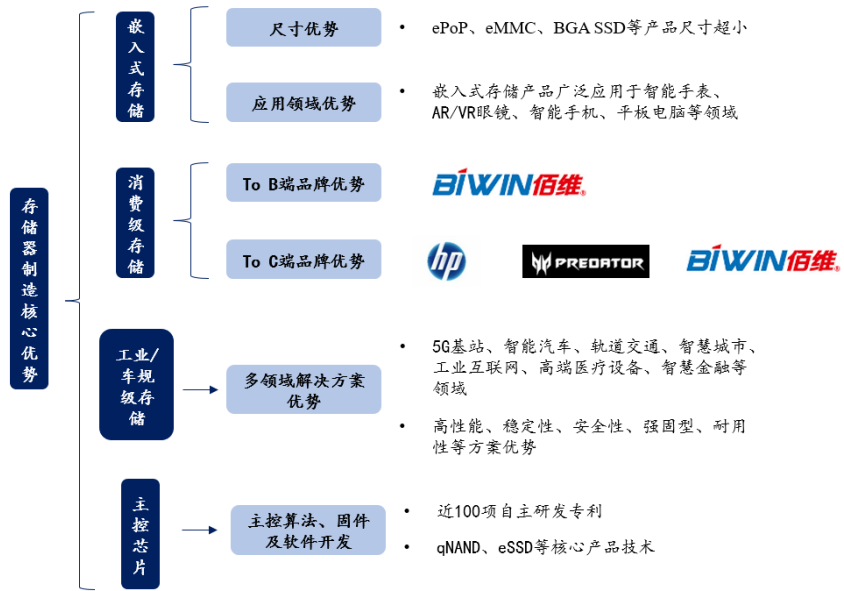 存储器制造核心优势
嵌入式存储
尺寸优势
• ePoP、eMMC、BGA SSD等产品尺寸超小
应用领域优势
• 嵌入式存储产品广泛应用于智能手表、
AR/VR眼镜、智能手机、平板电脑等领域
消费级存储
To B端品牌优势
BIWIN佰维®
To C端品牌优势
hp
PREDATOR
BIWIN佰维®
工业/
车规
级存
储
多领域解决方案
优势
• 5G基站、智能汽车、轨道交通、智慧城市、
工业互联网、高端医疗设备、智慧金融等
领域
• 高性能、稳定性、安全性、强固型、耐用
性等方案优势
主控芯片
主控算法、固件
及软件开发
• 近100项自主研发专利
• qNAND、eSSD等核心产品技术